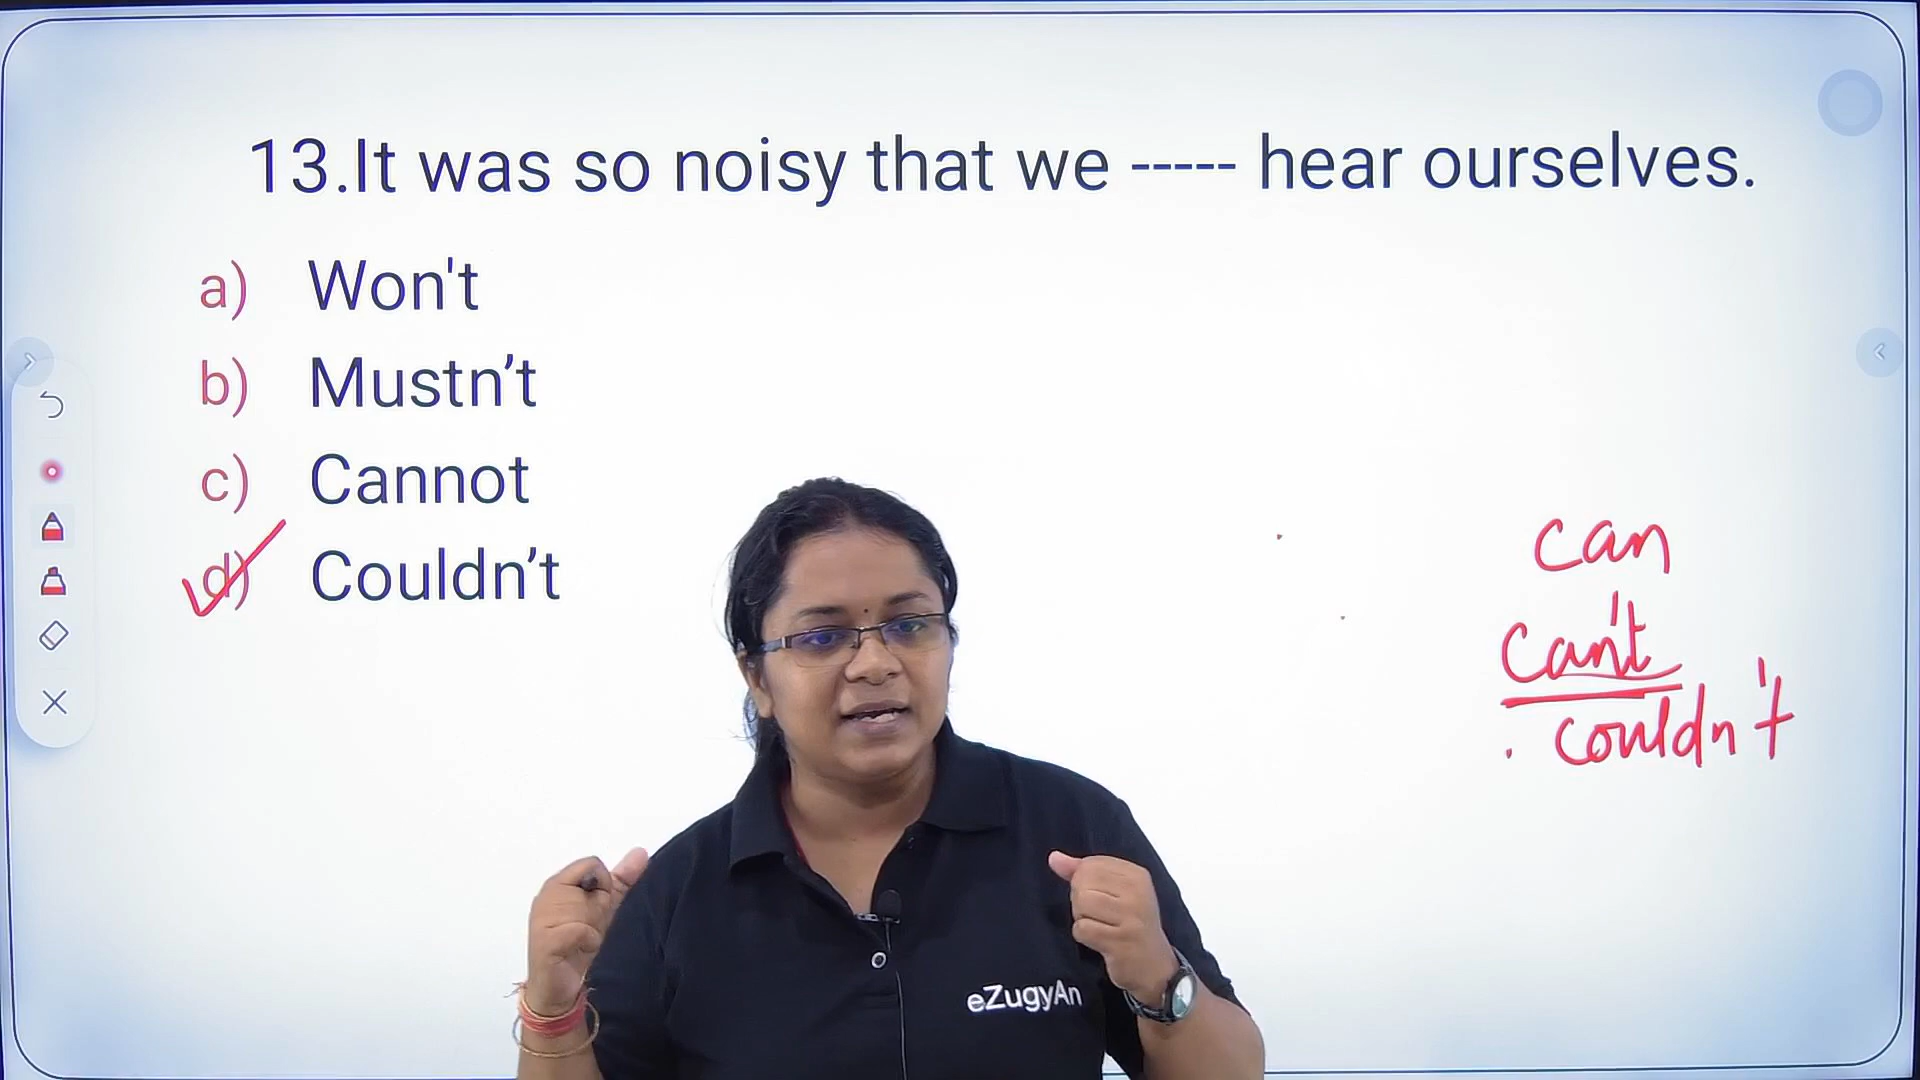 13.It was so noisy that we ----- hear ourselves.
a) Won't
b) Mustn’t
c) Cannot
d) Couldn’t
can
can't
couldn't
eZugyAn